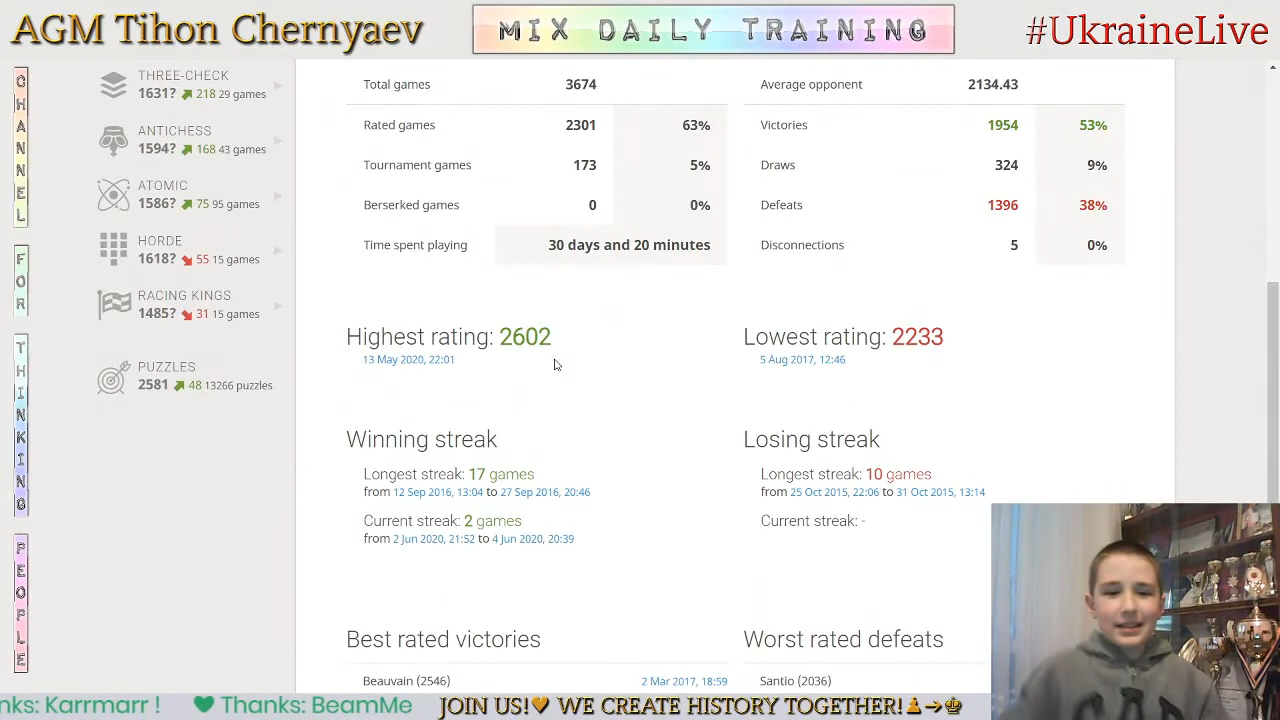 AGM Tihon Chernyaev
MIX DAILY TRAINING
#UkraineLive
CHANNEL
FOR
THINKING
PEOPLE
THREE-CHECK
1631? 218 29 games
ANTICHESS
1594? 168 43 games
ATOMIC
1586? 75 95 games
HORDE
1618? 55 15 games
RACING KINGS
1485? 31 15 games
PUZZLES
2581 48 13266 puzzles
Total games 3674
Rated games 2301 63%
Tournament games 173 5%
Berserked games 0 0%
Time spent playing 30 days and 20 minutes
Average opponent 2134.43
Victories 1954 53%
Draws 324 9%
Defeats 1396 38%
Disconnections 5 0%
Highest rating: 2602
13 May 2020, 22:01
Lowest rating: 2233
5 Aug 2017, 12:46
Winning streak
Longest streak: 17 games
from 12 Sep 2016, 13:04 to 27 Sep 2016, 20:46
Current streak: 2 games
from 2 Jun 2020, 21:52 to 4 Jun 2020, 20:39
Losing streak
Longest streak: 10 games
from 25 Oct 2015, 22:06 to 31 Oct 2015, 13:14
Current streak: -
Best rated victories
Beauvain (2546) 2 Mar 2017, 18:59
Worst rated defeats
Santio (2036)
nks: Karrmarr ! 💚 Thanks: BeamMe
JOIN US!🧡 WE CREATE HISTORY TOGETHER!♟→♚